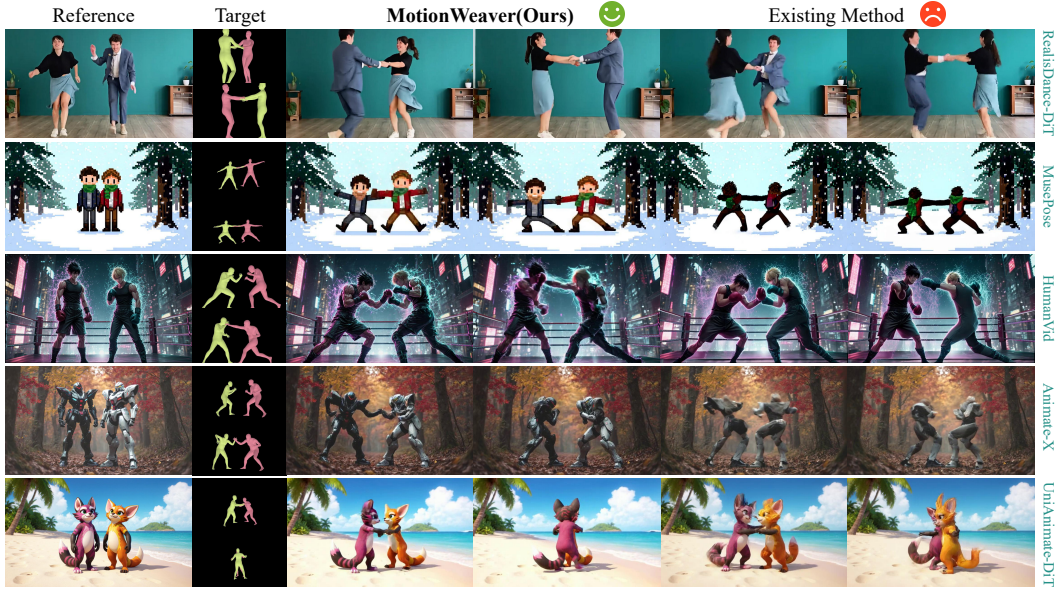 Reference
Target
MotionWeaver(Ours)
Existing Method
RealisDance-DiT
MusePose
HumanVid
Animate-X
UniAnimate-DiT